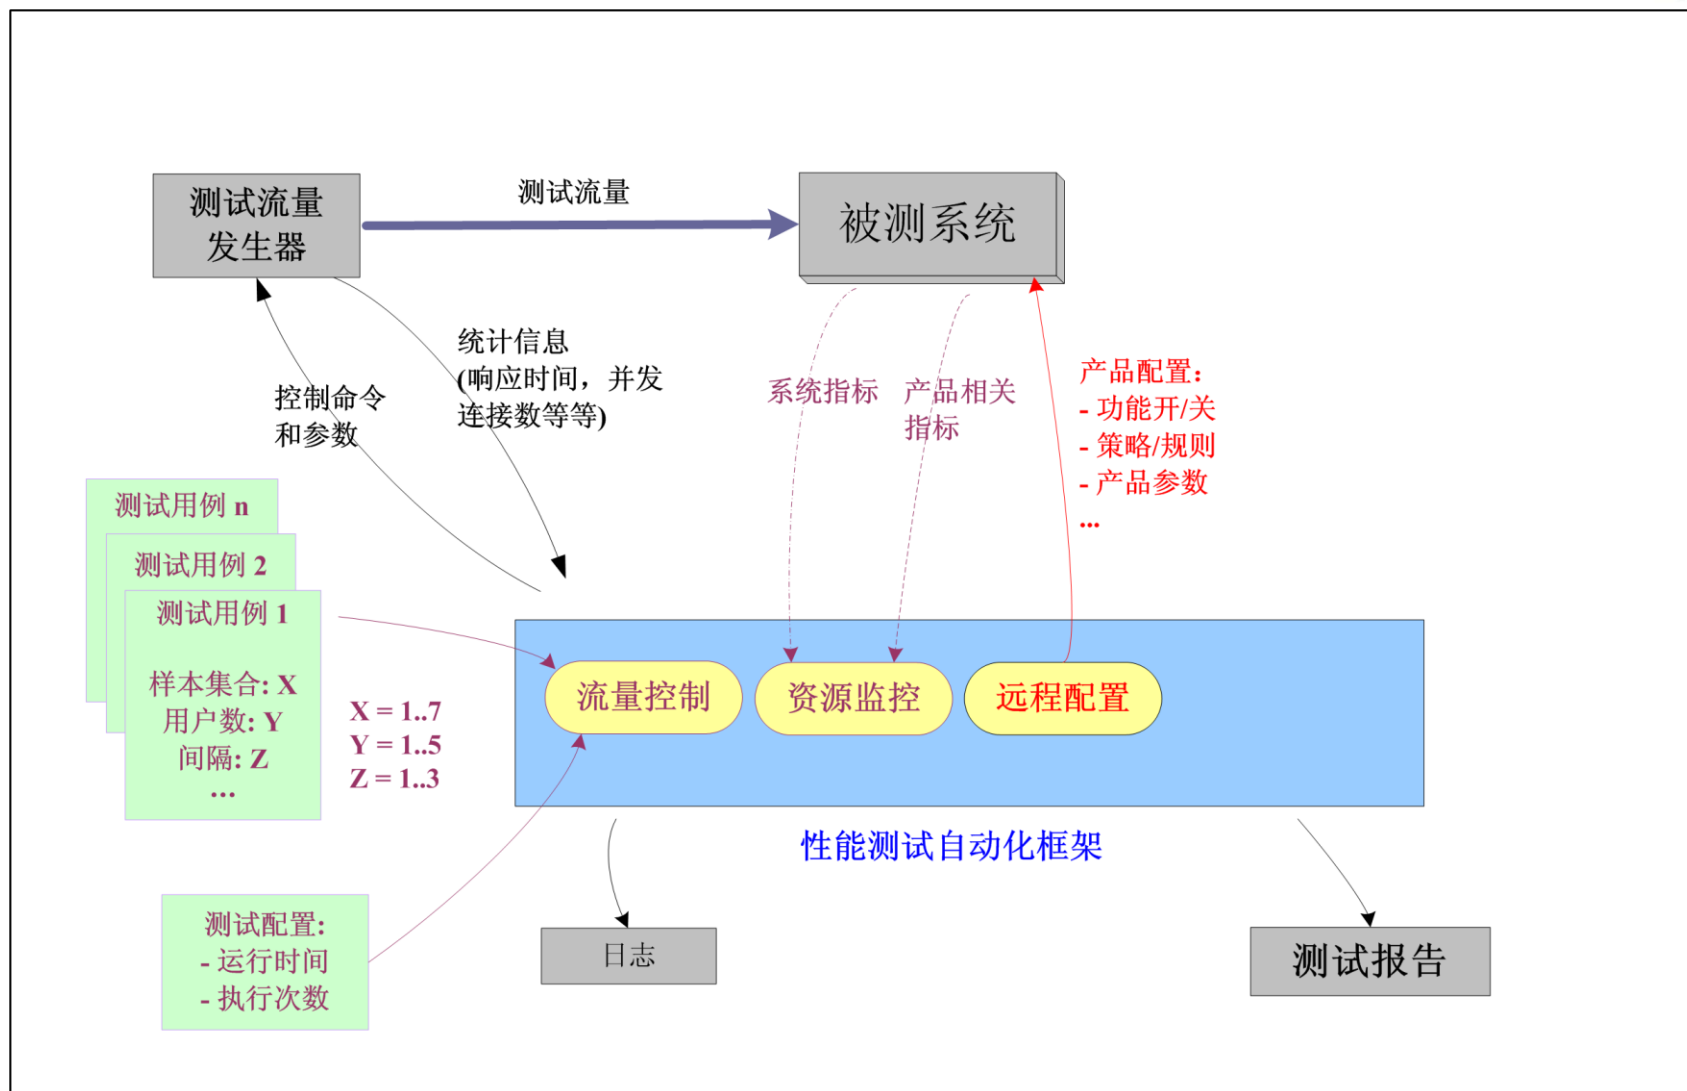 测试流量
发生器
测试流量
被测系统
统计信息
(响应时间，并发
连接数等等)
控制命令
和参数
系统指标
产品相关
指标
产品配置：
- 功能开/关
- 策略/规则
- 产品参数
...
测试用例 n
测试用例 2
测试用例 1
样本集合: X
用户数: Y
间隔: Z
…
X = 1..7
Y = 1..5
Z = 1..3
流量控制
资源监控
远程配置
性能测试自动化框架
测试配置:
- 运行时间
- 执行次数
日志
测试报告